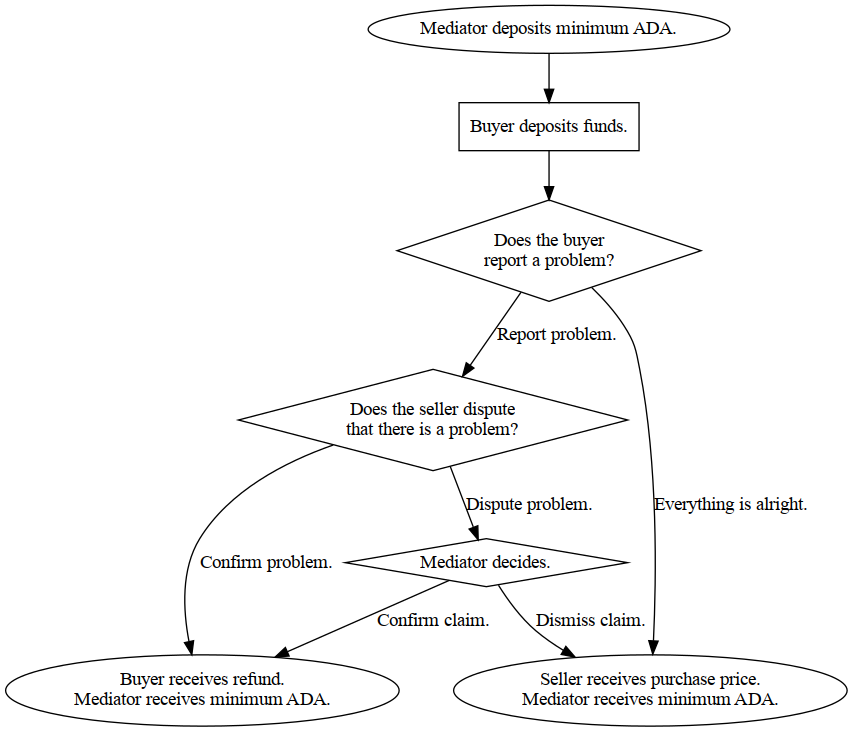 Mediator deposits minimum ADA.
Buyer deposits funds.
Does the buyer
report a problem?
Report problem.
Does the seller dispute
that there is a problem?
Dispute problem.
Everything is alright.
Confirm problem.
Mediator decides.
Confirm claim.
Dismiss claim.
Buyer receives refund.
Mediator receives minimum ADA.
Seller receives purchase price.
Mediator receives minimum ADA.